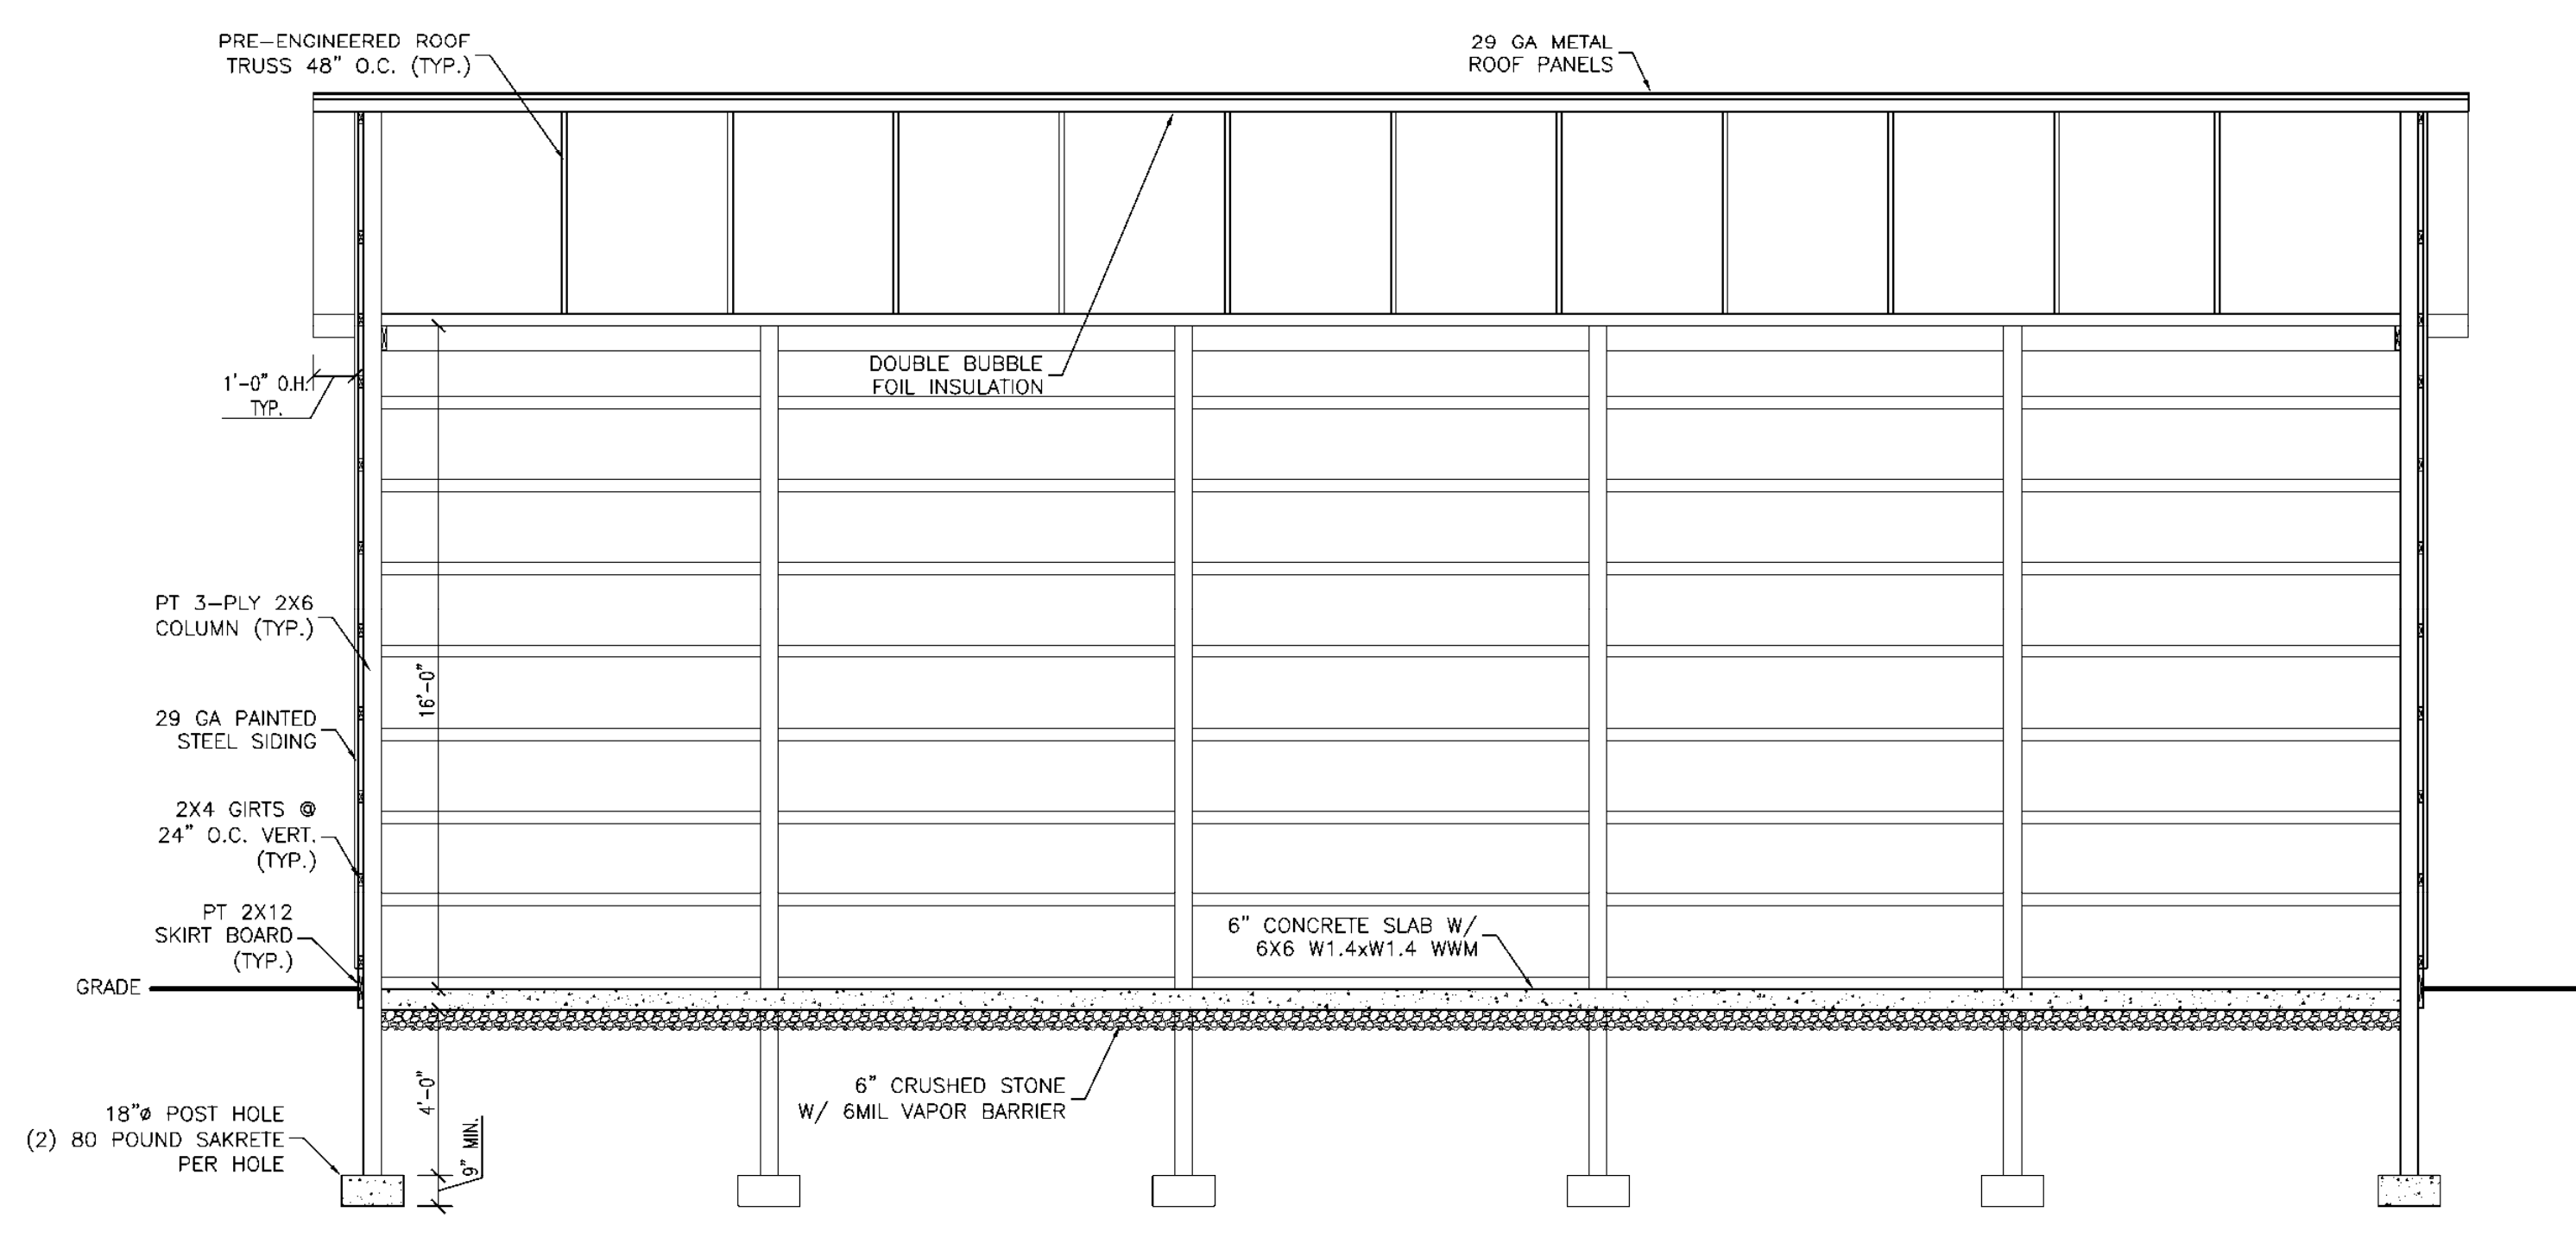 PRE-ENGINEERED ROOF
TRUSS 48" O.C. (TYP.)
29 GA METAL
ROOF PANELS
DOUBLE BUBBLE
FOIL INSULATION
1'-0" O.H.
TYP.
PT 3-PLY 2X6
COLUMN (TYP.)
16'-0"
29 GA PAINTED
STEEL SIDING
2X4 GIRTS @
24" O.C. VERT.
(TYP.)
PT 2X12
SKIRT BOARD
(TYP.)
GRADE
6" CONCRETE SLAB W/
6X6 W1.4xW1.4 WWM
6" CRUSHED STONE
W/ 6MIL VAPOR BARRIER
4'-0"
9" MIN.
18"ø POST HOLE
(2) 80 POUND SAKRETE
PER HOLE